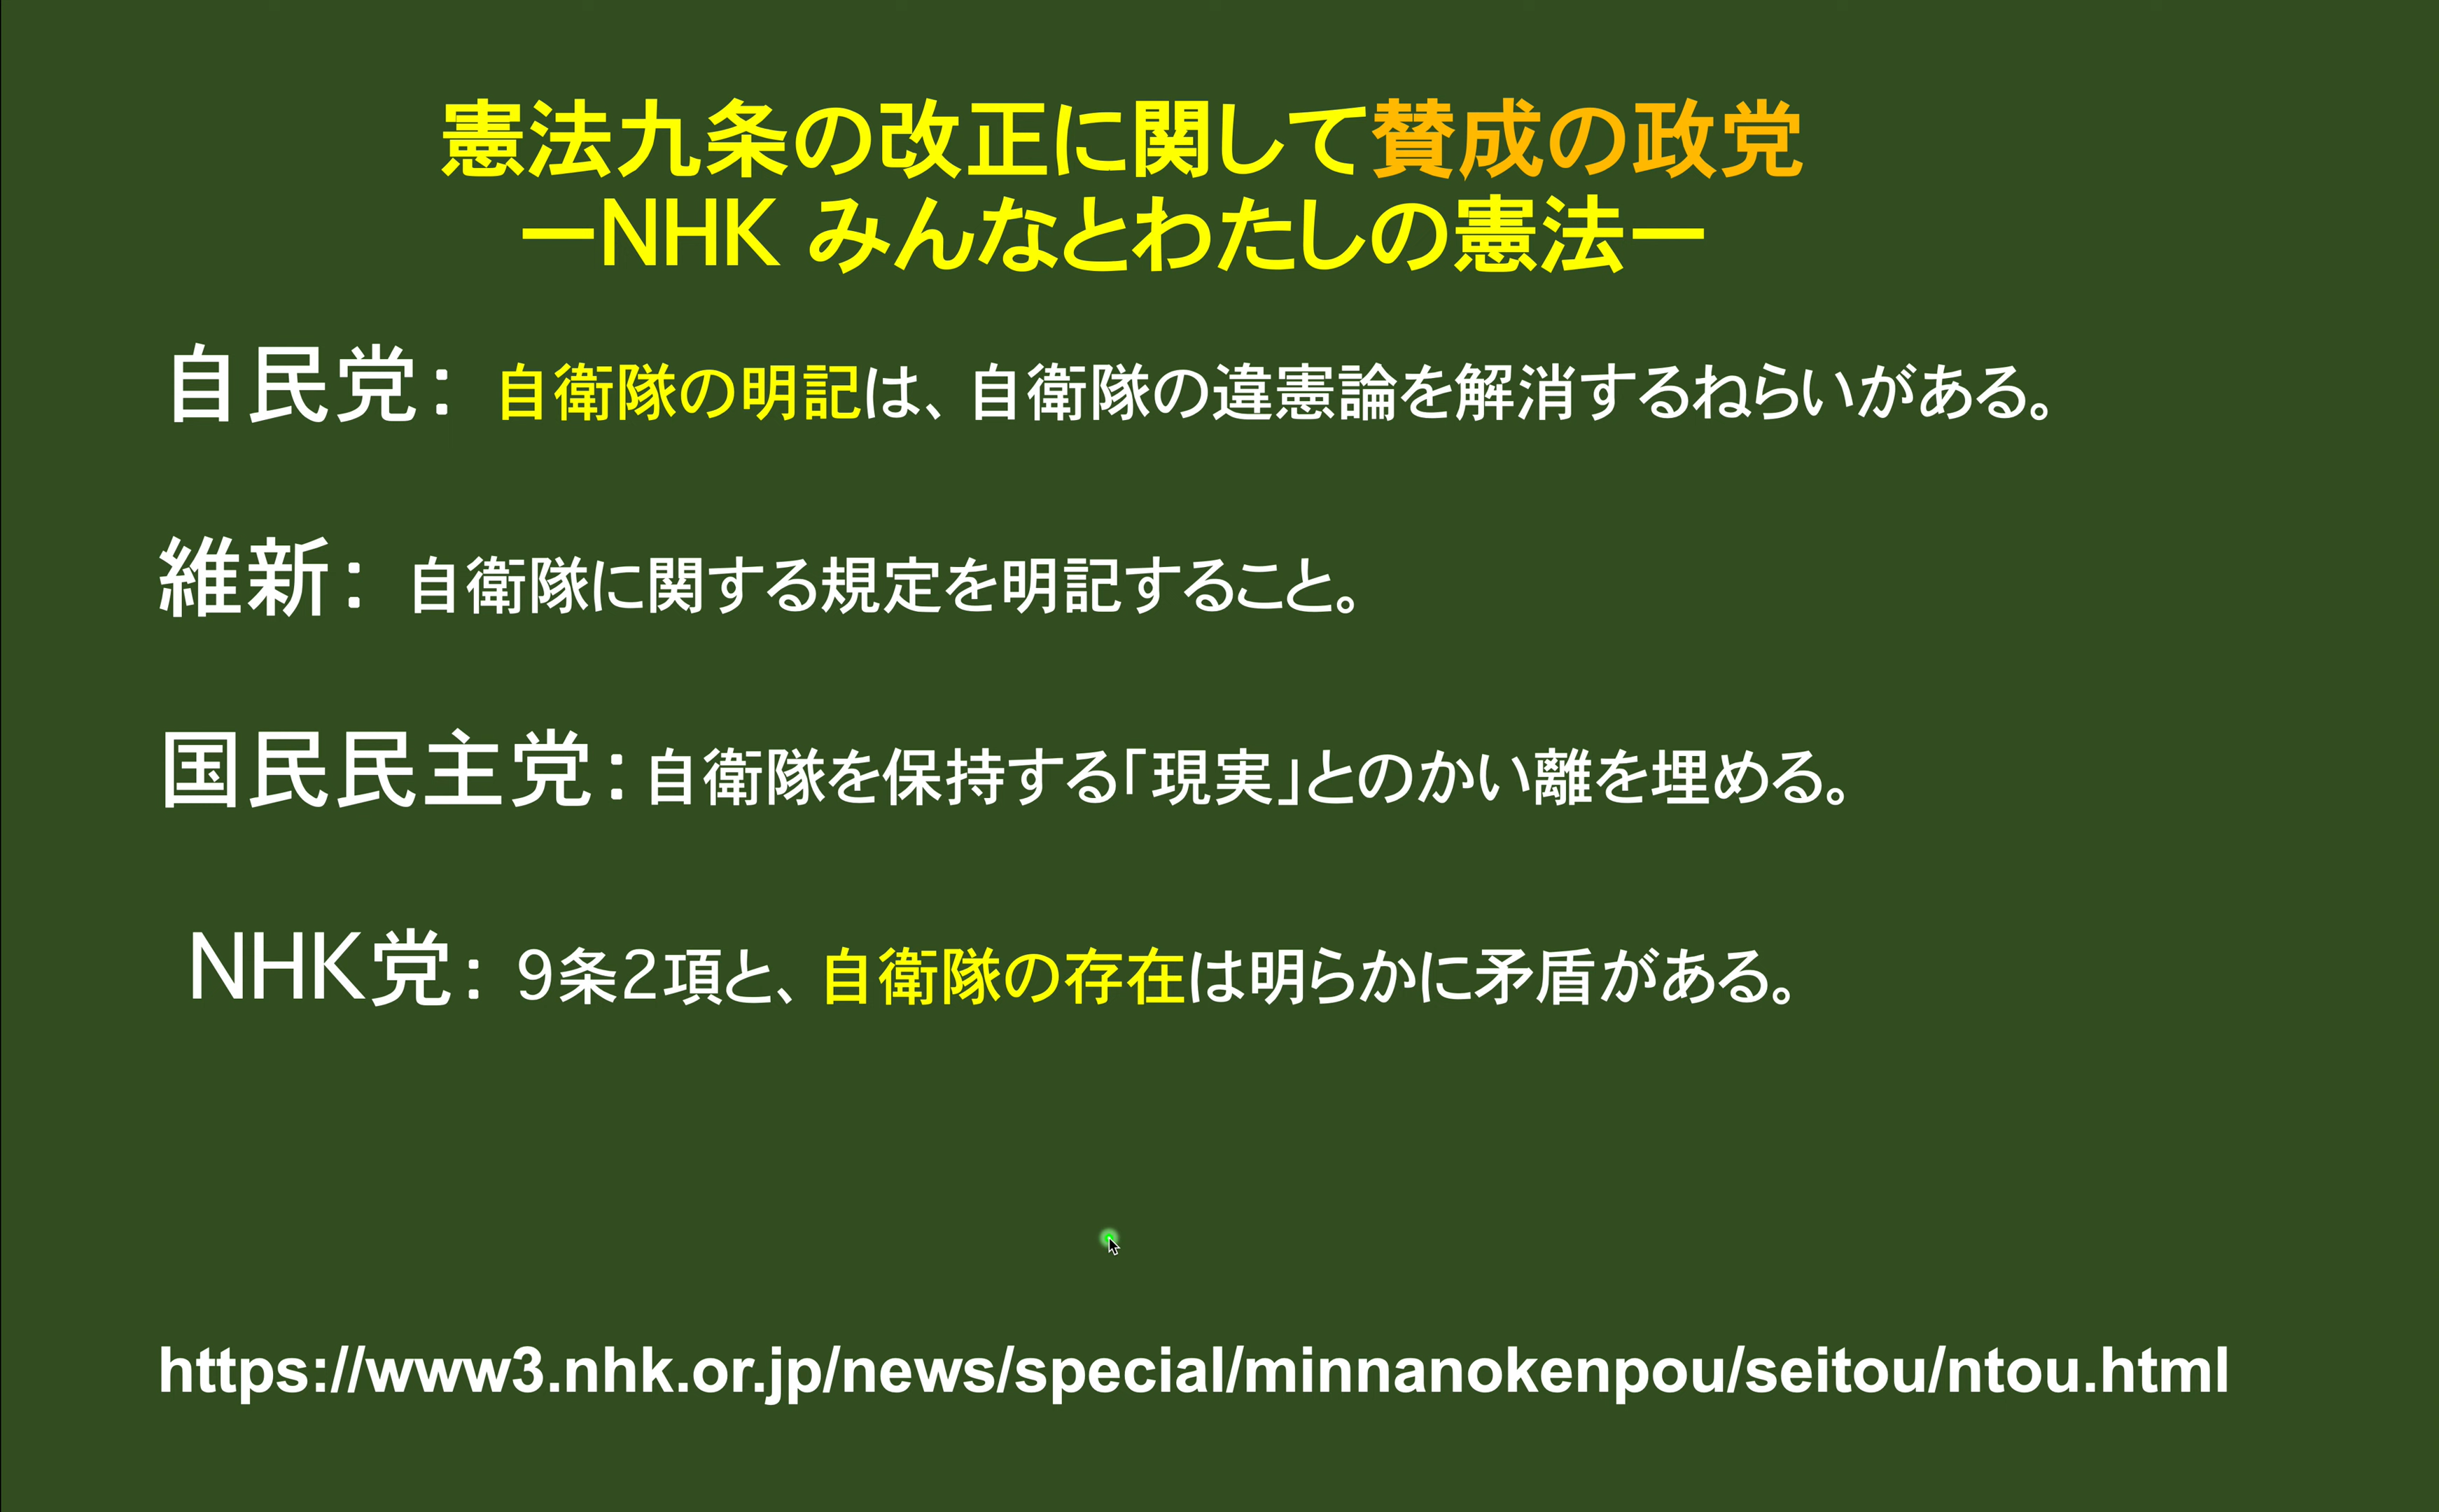 憲法九条の改正に関して賛成の政党
―NHK みんなとわたしの憲法―
自民党： 自衛隊の明記は、自衛隊の違憲論を解消するねらいがある。
維新： 自衛隊に関する規定を明記すること。
国民民主党：自衛隊を保持する「現実」とのかい離を埋める。
NHK党： 9条2項と、自衛隊の存在は明らかに矛盾がある。
https://www3.nhk.or.jp/news/special/minnanokenpou/seitou/ntou.html